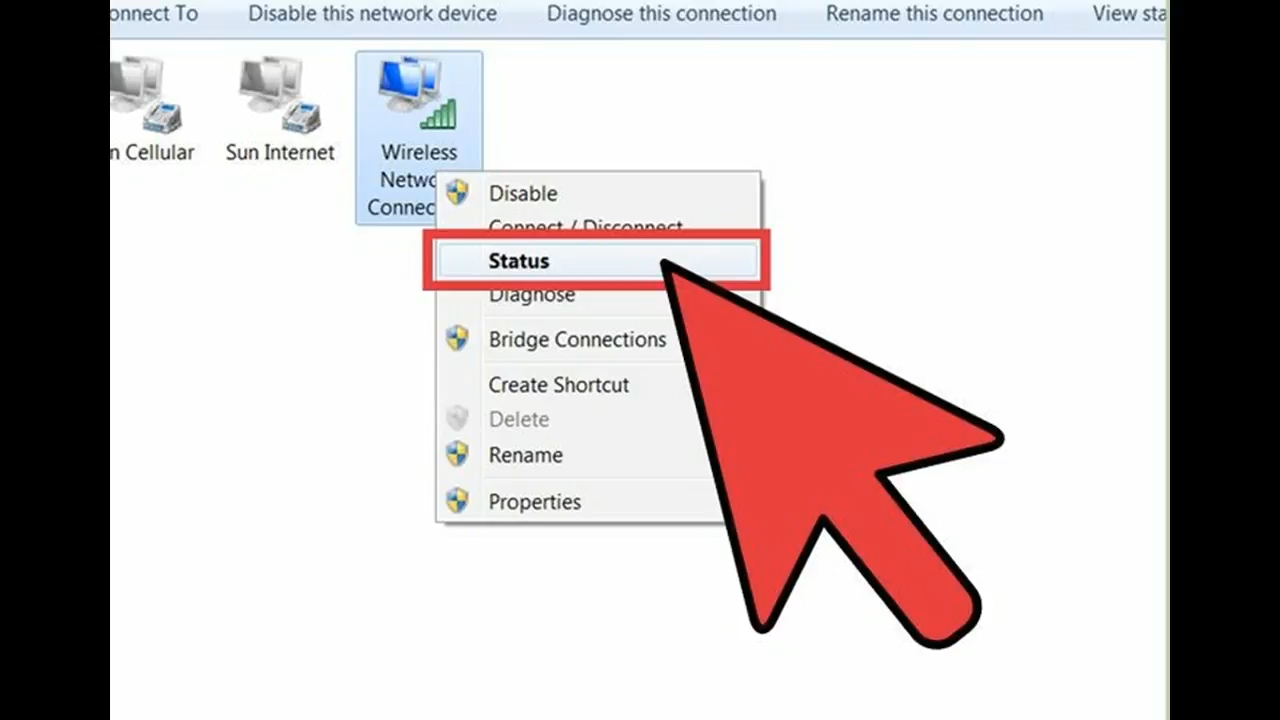 onnect To Disable this network device Diagnose this connection Rename this connection View sta
n Cellular Sun Internet Wireless
Netwo
Connec
Disable
Connect / Disconnect
Status
Diagnose
Bridge Connections
Create Shortcut
Delete
Rename
Properties